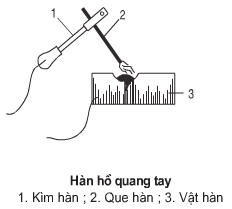 1
2
3
Hàn hồ quang tay
1. Kìm hàn ; 2. Que hàn ; 3. Vật hàn